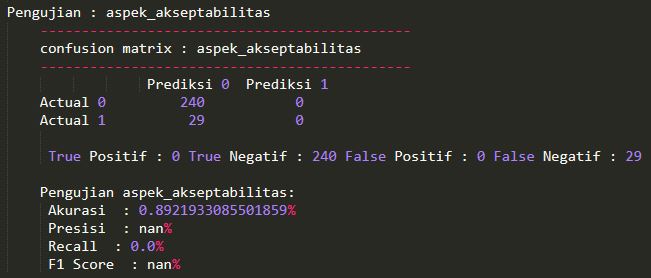 Pengujian : aspek_akseptabilitas
---------------------------------------------
confusion matrix : aspek_akseptabilitas
---------------------------------------------
Prediksi 0 Prediksi 1
Actual 0 240 0
Actual 1 29 0
True Positif : 0 True Negatif : 240 False Positif : 0 False Negatif : 29
Pengujian aspek_akseptabilitas:
Akurasi : 0.8921933085501859%
Presisi : nan%
Recall : 0.0%
F1 Score : nan%